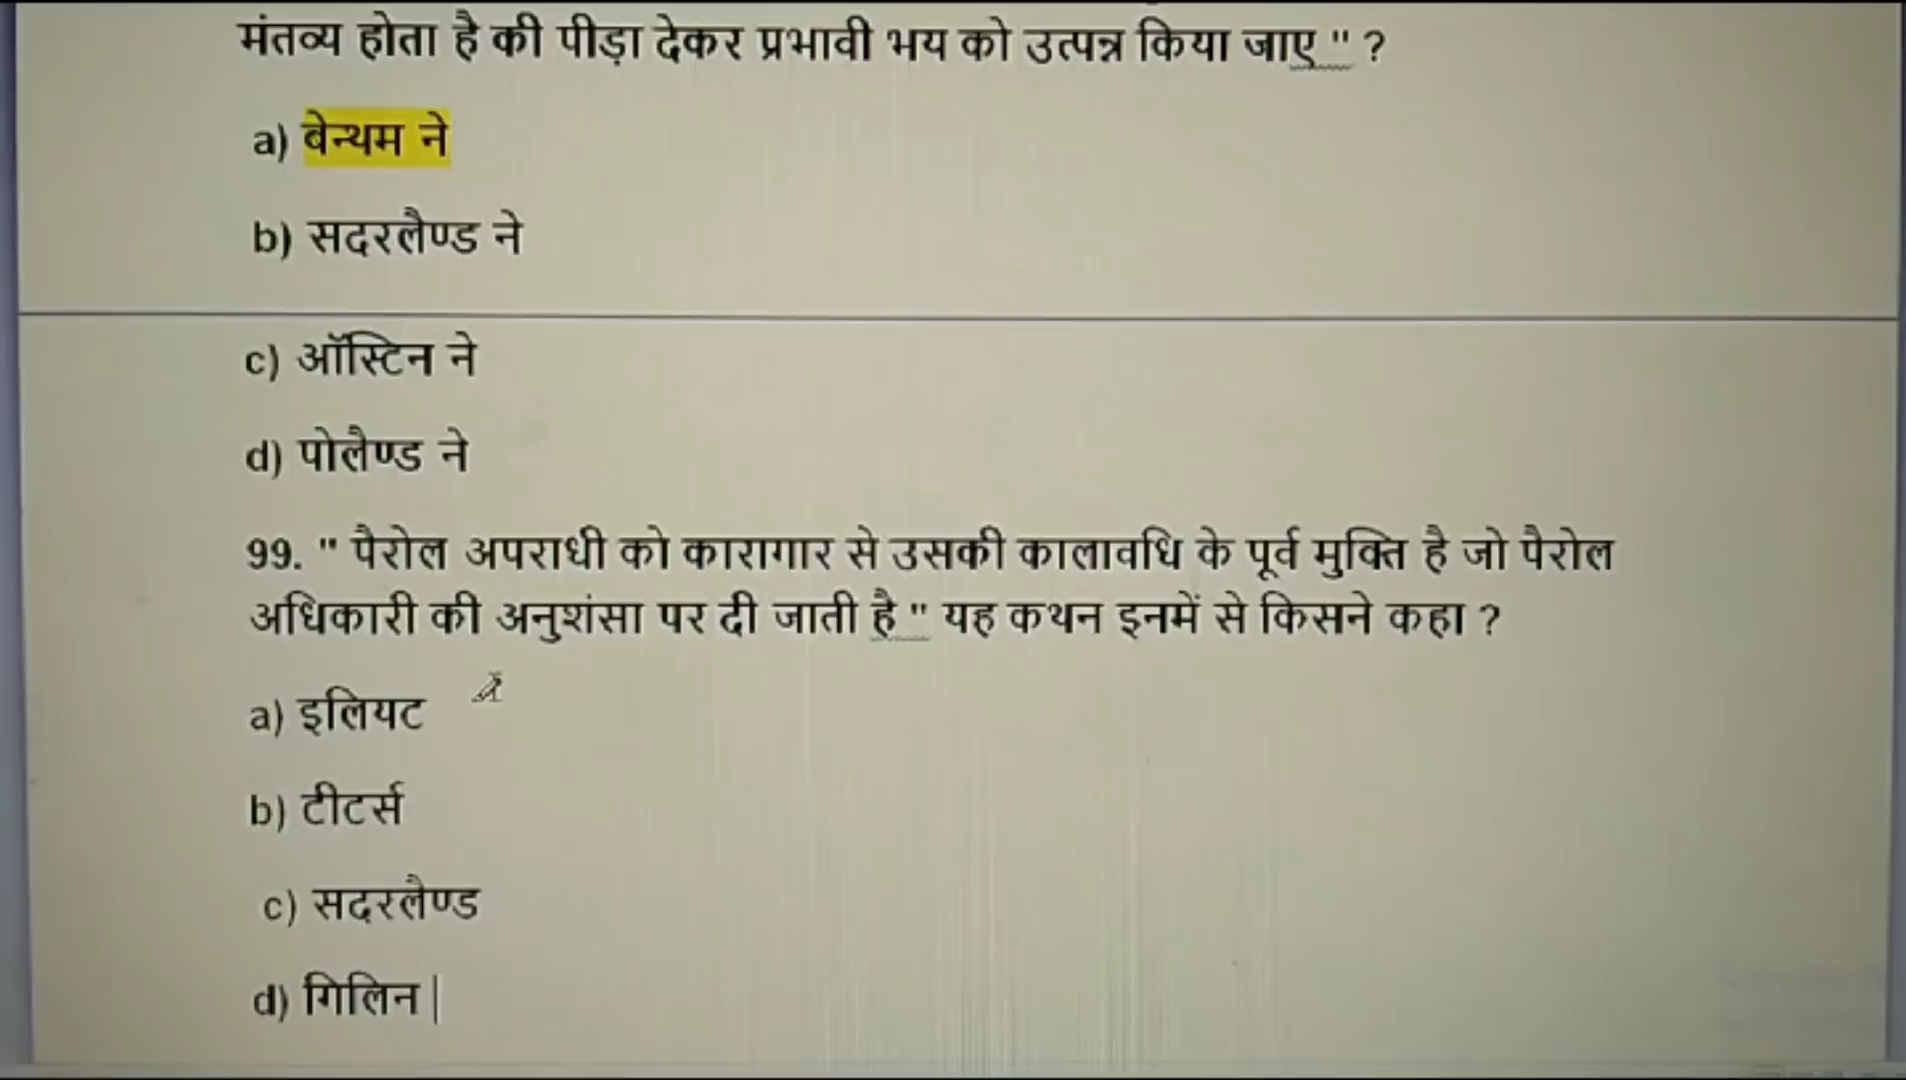 मंतव्य होता है की पीड़ा देकर प्रभावी भय को उत्पन्न किया जाए " ?
a) बेन्थम ने
b) सदरलैण्ड ने
c) ऑस्टिन ने
d) पोलैण्ड ने
99. " पैरोल अपराधी को कारागार से उसकी कालावधि के पूर्व मुक्ति है जो पैरोल
अधिकारी की अनुशंसा पर दी जाती है " यह कथन इनमें से किसने कहा ?
a) इलियट
b) टीटर्स
c) सदरलैण्ड
d) गिलिन